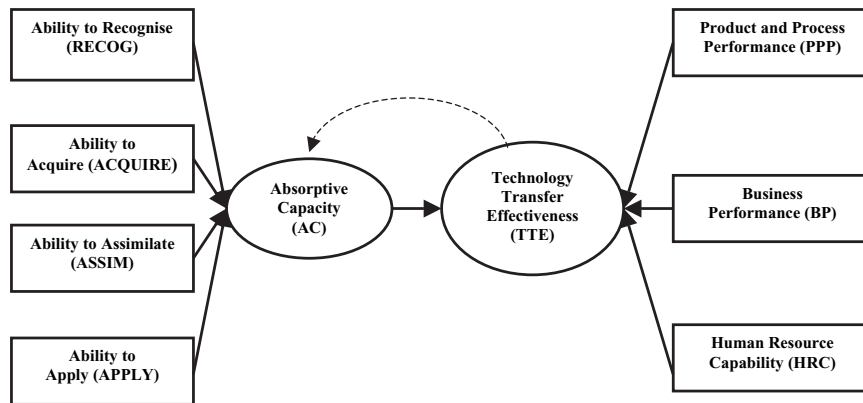 Ability to Recognise
(RECOG)
Ability to
Acquire (ACQUIRE)
Ability to Assimilate
(ASSIM)
Ability to
Apply (APPLY)
Absorptive
Capacity
(AC)
Technology
Transfer
Effectiveness
(TTE)
Product and Process
Performance (PPP)
Business
Performance (BP)
Human Resource
Capability (HRC)